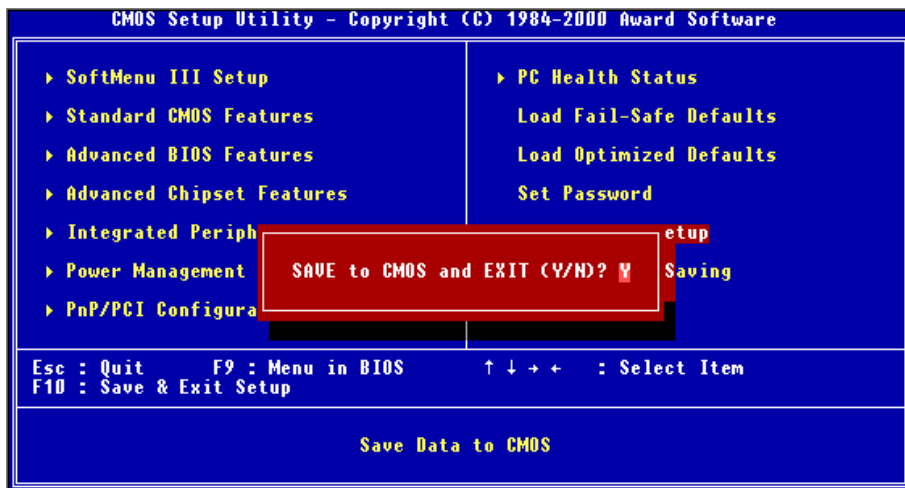 CMOS Setup Utility - Copyright (C) 1984-2000 Award Software
SoftMenu III Setup
Standard CMOS Features
Advanced BIOS Features
Advanced Chipset Features
Integrated Periph
Power Management
PnP/PCI Configura
PC Health Status
Load Fail-Safe Defaults
Load Optimized Defaults
Set Password
etup
Saving
SAVE to CMOS and EXIT (Y/N)? Y
Esc : Quit F9 : Menu in BIOS ↑ ↓ → ← : Select Item
F10 : Save & Exit Setup
Save Data to CMOS